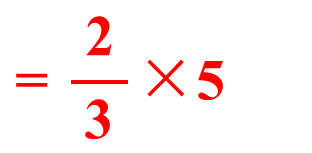 = 2/3 × 5